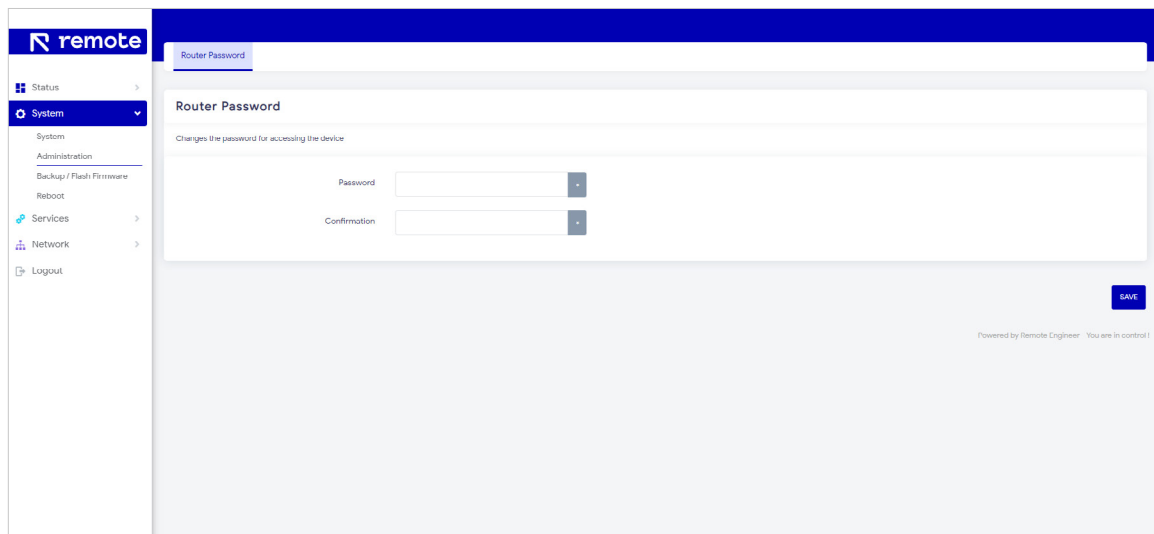 remote
Status
System
System
Administration
Backup / Flash Firmware
Reboot
Services
Network
Logout
Router Password
Router Password
Changes the password for accessing the device
Password
Confirmation
SAVE
Powered by Remote Engineer You are in control !